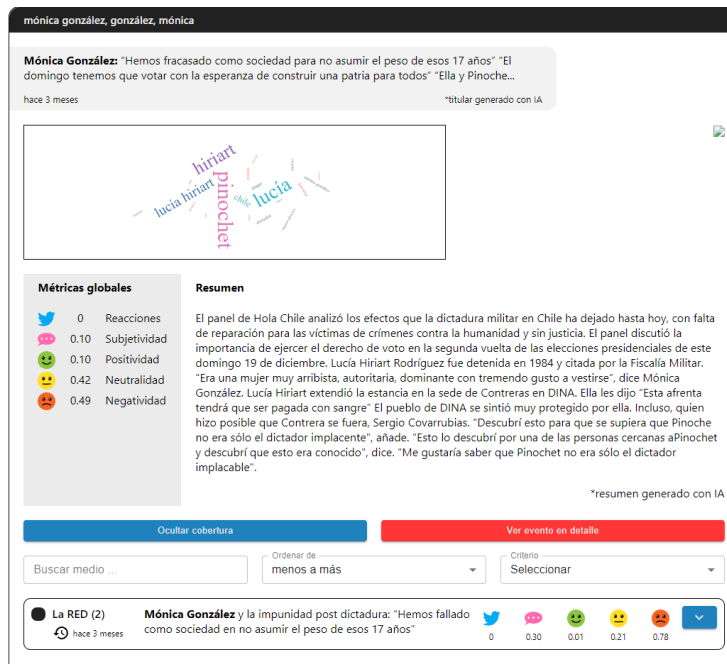 mónica gonzález, gonzález, mónica
Mónica González: "Hemos fracasado como sociedad para no asumir el peso de esos 17 años" "El
domingo tenemos que votar con la esperanza de construir una patria para todos" "Ella y Pinoche...
hace 3 meses
*titular generado con IA
hiriart
lucia hiriart
pinochet
chile
lucia
Métricas globales
0 Reacciones
0.10 Subjetividad
0.10 Positividad
0.42 Neutralidad
0.49 Negatividad
Resumen
El panel de Hola Chile analizó los efectos que la dictadura militar en Chile ha dejado hasta hoy, con falta
de reparación para las víctimas de crímenes contra la humanidad y sin justicia. El panel discutió la
importancia de ejercer el derecho de voto en la segunda vuelta de las elecciones presidenciales de este
domingo 19 de diciembre. Lucía Hiriart Rodríguez fue detenida en 1984 y citada por la Fiscalía Militar.
"Era una mujer muy arribista, autoritaria, dominante con tremendo gusto a vestirse", dice Mónica
González. Lucía Hiriart extendió la estancia en la sede de Contreras en DINA. Ella les dijo "Esta afrenta
tendrá que ser pagada con sangre" El pueblo de DINA se sintió muy protegido por ella. Incluso, quien
hizo posible que Contrera se fuera, Sergio Covarrubias. "Descubrí esto para que se supiera que Pinoche
no era sólo el dictador implacente", añade. "Esto lo descubrí por una de las personas cercanas aPinochet
y descubrí que esto era conocido", dice. "Me gustaría saber que Pinochet no era sólo el dictador
implacable".
*resumen generado con IA
Ocultar cobertura
Ver evento en detalle
Buscar medio ...
Ordenar de
menos a más
Criterio
Seleccionar
La RED (2)
hace 3 meses
Mónica González y la impunidad post dictadura: "Hemos fallado
como sociedad en no asumir el peso de esos 17 años"
0 0.30 0.01 0.21 0.78